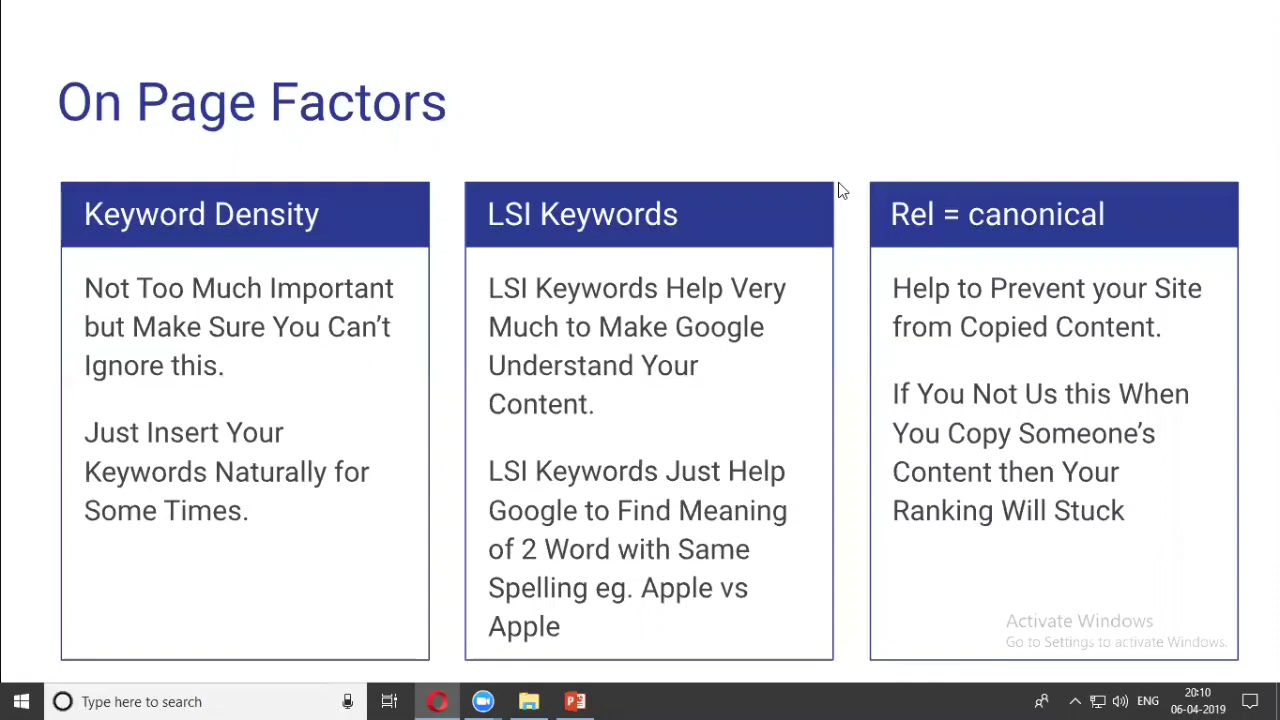 On Page Factors
Keyword Density
Not Too Much Important
but Make Sure You Can't
Ignore this.
Just Insert Your
Keywords Naturally for
Some Times.
LSI Keywords
LSI Keywords Help Very
Much to Make Google
Understand Your
Content.
LSI Keywords Just Help
Google to Find Meaning
of 2 Word with Same
Spelling eg. Apple vs
Apple
Rel = canonical
Help to Prevent your Site
from Copied Content.
If You Not Us this When
You Copy Someone's
Content then Your
Ranking Will Stuck
Activate Windows
Go to Settings to activate Windows.
Type here to search
ENG
20:10
06-04-2019